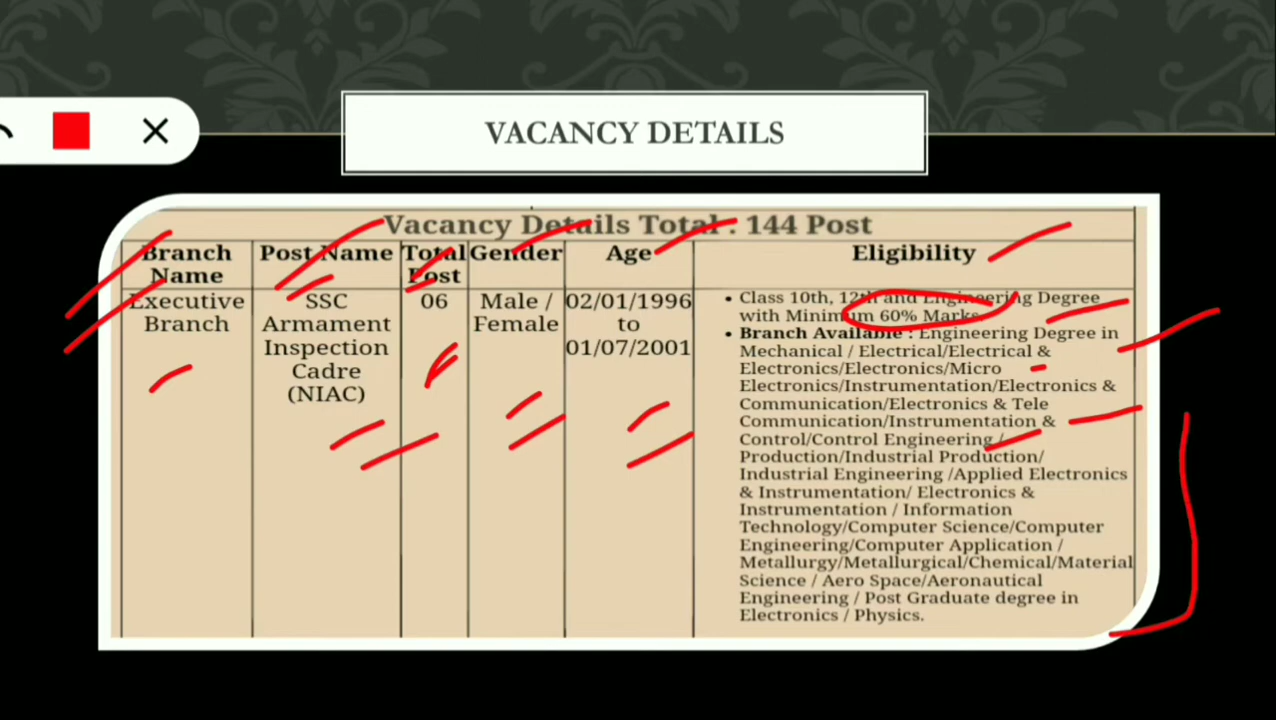 VACANCY DETAILS
Vacancy Details Total : 144 Post
Branch Name
Post Name
Total Post
Gender
Age
Eligibility
Executive
Branch
SSC
Armament
Inspection
Cadre
(NIAC)
06
Male /
Female
02/01/1996
to
01/07/2001
• Class 10th, 12th and Engineering Degree
with Minimum 60% Marks.
• Branch Available : Engineering Degree in
Mechanical / Electrical/Electrical &
Electronics/Electronics/Micro
Electronics/Instrumentation/Electronics &
Communication/Electronics & Tele
Communication/Instrumentation &
Control/Control Engineering /
Production/Industrial Production/
Industrial Engineering /Applied Electronics
& Instrumentation/ Electronics &
Instrumentation / Information
Technology/Computer Science/Computer
Engineering/Computer Application /
Metallurgy/Metallurgical/Chemical/Material
Science / Aero Space/Aeronautical
Engineering / Post Graduate degree in
Electronics / Physics.